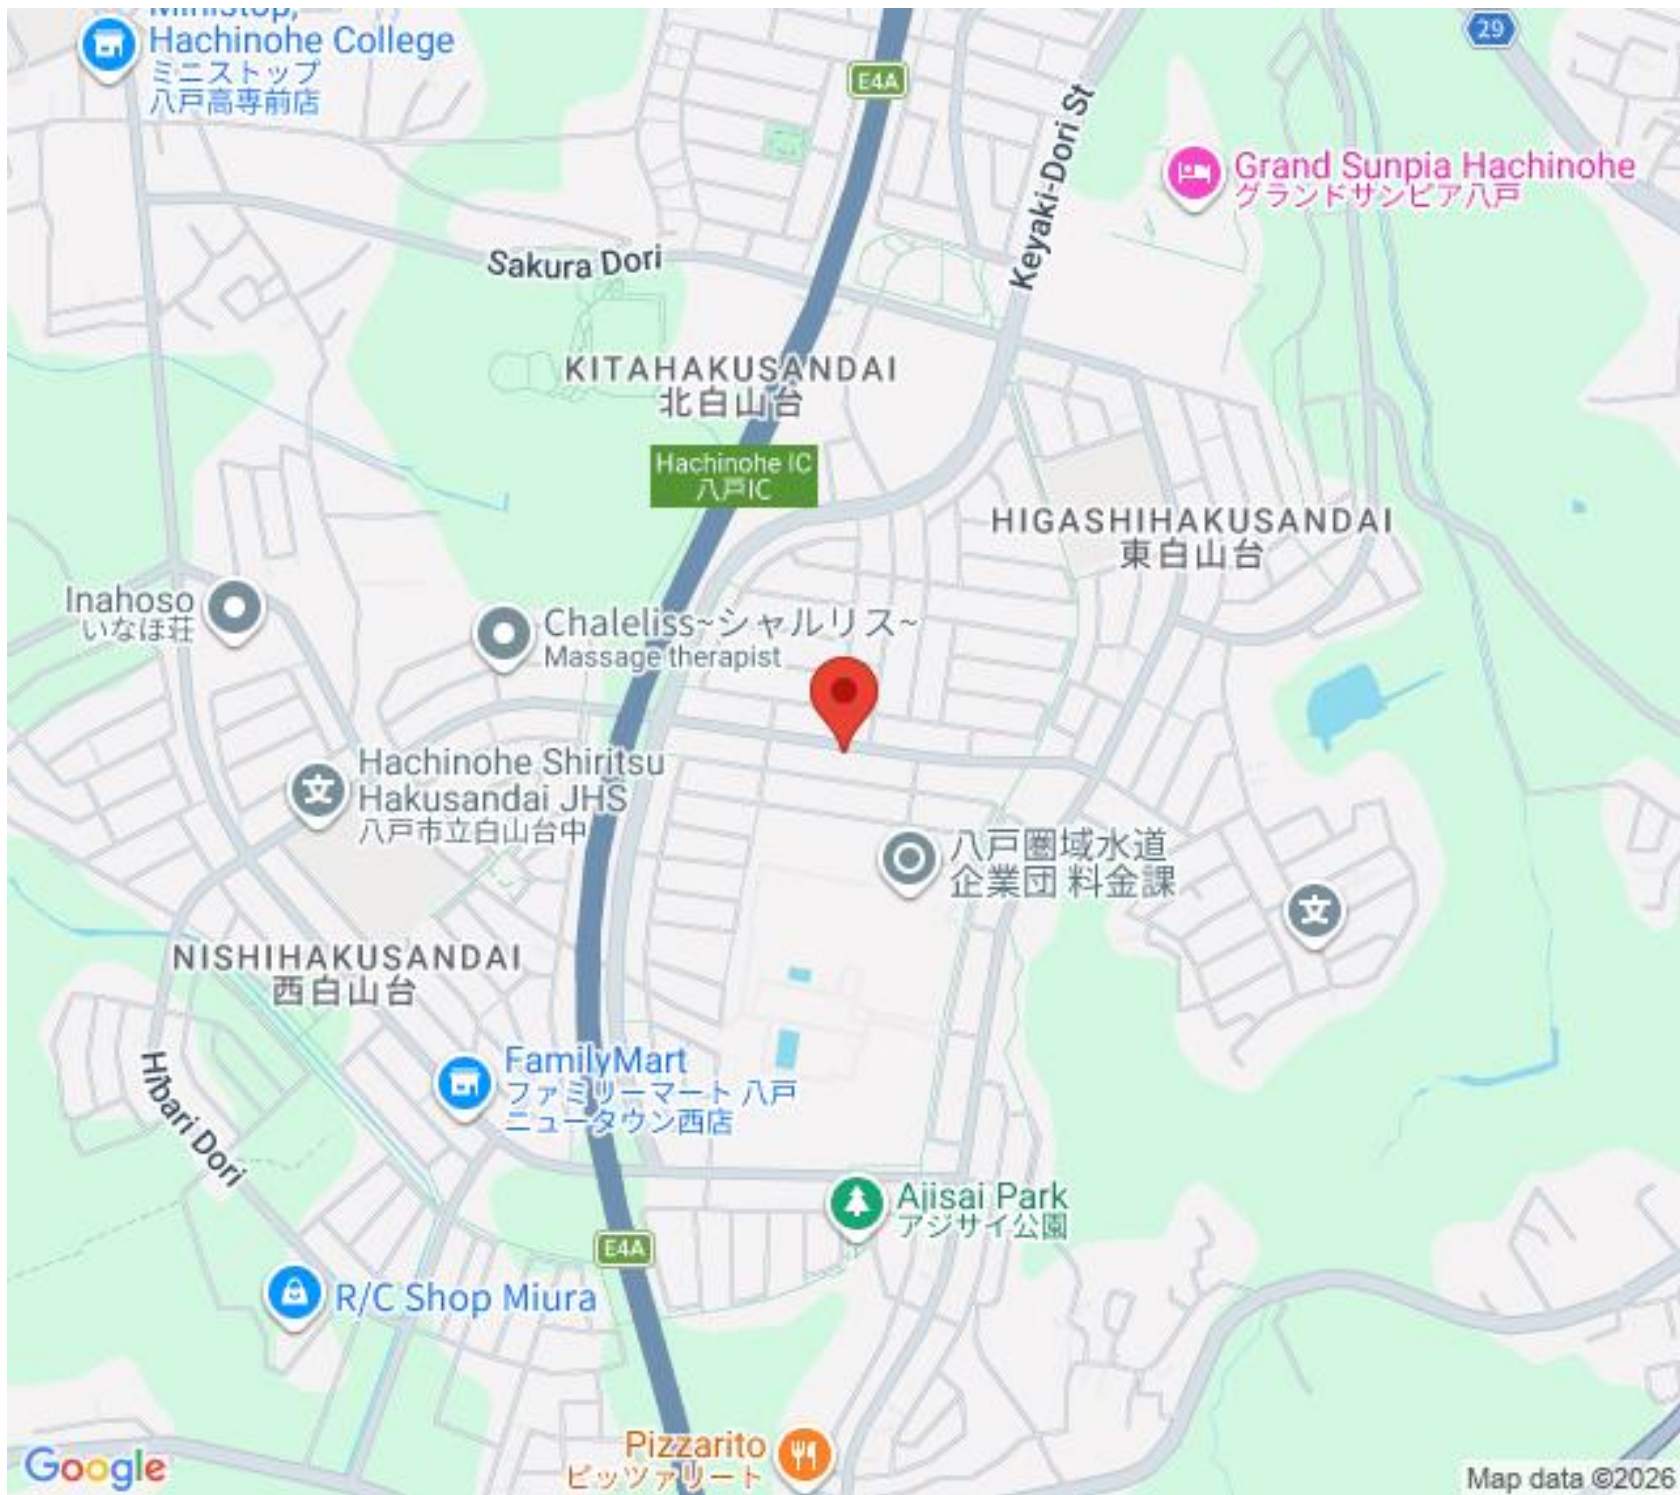 Ministop,
Hachinohe College
ミニストップ
八戸高専前店
E4A
29
Keyaki-Dori St
Grand Sunpia Hachinohe
グランドサンピア八戸
Sakura Dori
KITAHAKUSANDAI
北白山台
Hachinohe IC
八戸IC
HIGASHIHAKUSANDAI
東白山台
Inahoso
いなほ荘
Chaleliss~シャルリス~
Massage therapist
Hachinohe Shiritsu
Hakusandai JHS
八戸市立白山台中
八戸圏域水道
企業団 料金課
文
文
NISHIHAKUSANDAI
西白山台
Hibari Dori
FamilyMart
ファミリーマート 八戸
ニュータウン西店
Ajisai Park
アジサイ公園
E4A
R/C Shop Miura
Pizzarito
ピッツァリート
Google
Map data ©2026